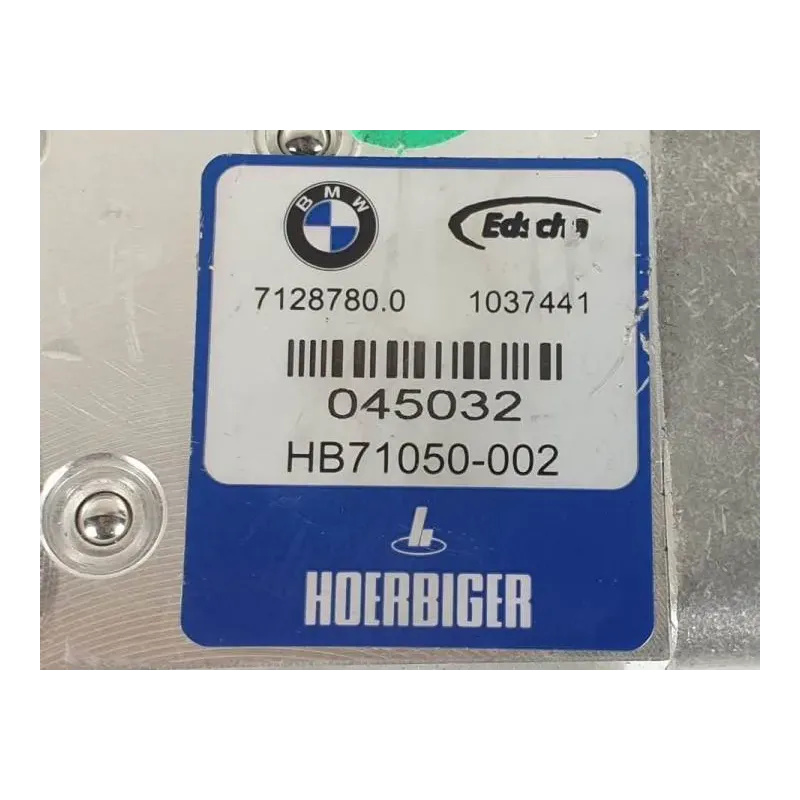 BMW
Edscha
7128780.0 1037441
045032
HB71050-002
HOERBIGER